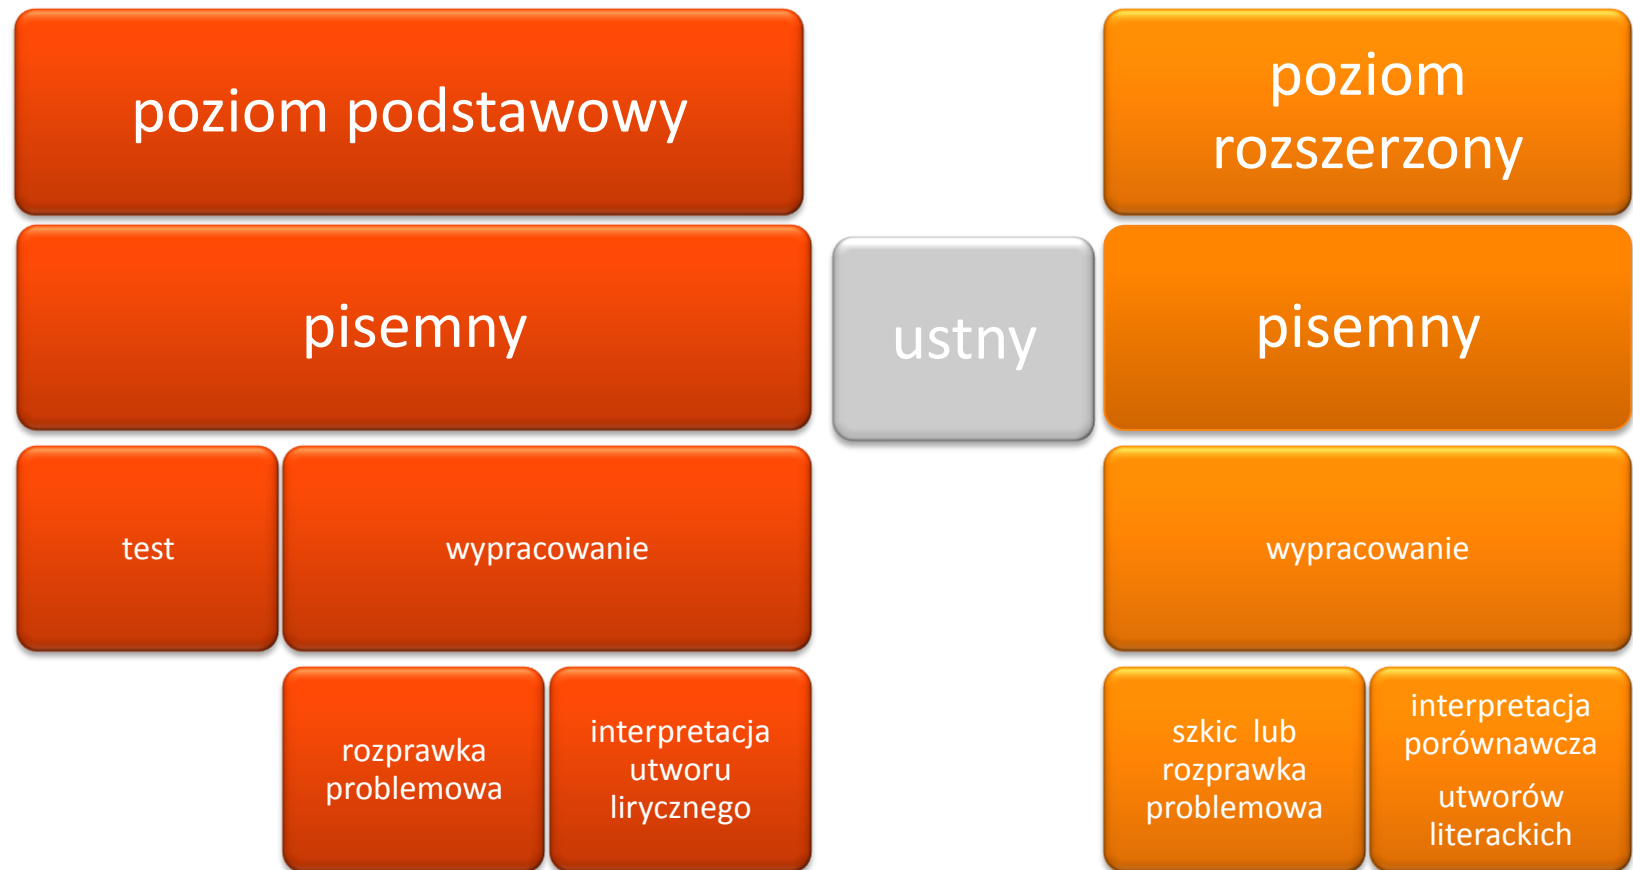 poziom podstawowy
poziom
rozszerzony
pisemny
ustny
pisemny
test
wypracowanie
wypracowanie
rozprawka
problemowa
interpretacja
utworu
lirycznego
szkic lub
rozprawka
problemowa
interpretacja
porównawcza
utworów
literackich